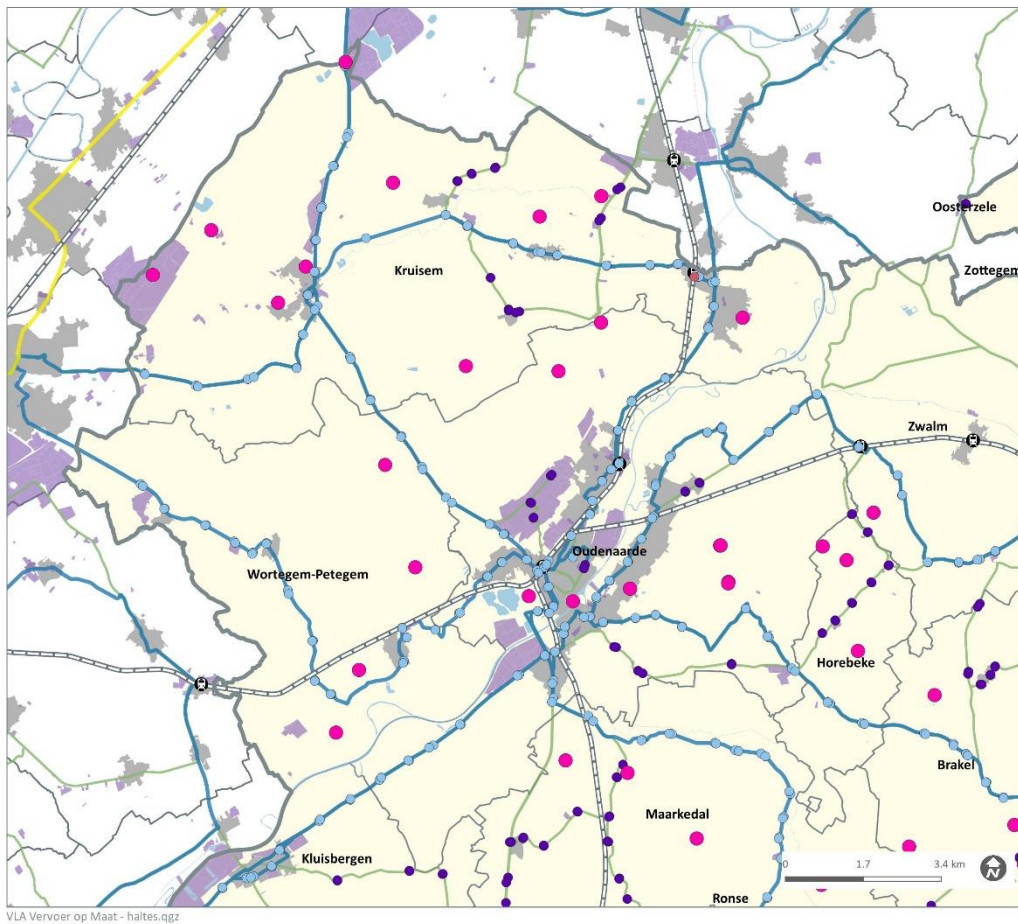 Oosterzele
Zottegem
Kruisem
Zwalm
Oudenaarde
Wortegem-Petegem
Horebeke
Brakel
Maarkedal
Kluisbergen
0 1.7 3.4 km
N
Ronse
VLA Vervoer op Maat - haltes.qgz